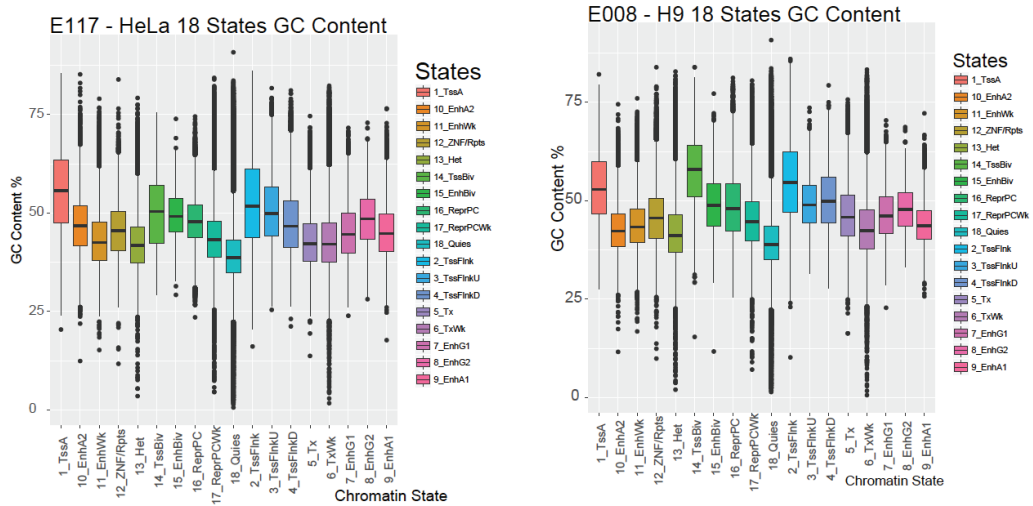 E117 - HeLa 18 States GC Content
GC Content %
75
50
25
0
1_TssA
10_EnhA2
11_EnhWk
12_ZNF/Rpts
13_Het
14_TssBiv
15_EnhBiv
16_ReprPC
17_ReprPCWk
18_Quies
2_TssFlnk
3_TssFlnkU
4_TssFlnkD
5_Tx
6_TxWk
7_EnhG1
8_EnhG2
9_EnhA1
Chromatin State
States
1_TssA
10_EnhA2
11_EnhWk
12_ZNF/Rpts
13_Het
14_TssBiv
15_EnhBiv
16_ReprPC
17_ReprPCWk
18_Quies
2_TssFlnk
3_TssFlnkU
4_TssFlnkD
5_Tx
6_TxWk
7_EnhG1
8_EnhG2
9_EnhA1
E008 - H9 18 States GC Content
GC Content %
75
50
25
0
1_TssA
10_EnhA2
11_EnhWk
12_ZNF/Rpts
13_Het
14_TssBiv
15_EnhBiv
16_ReprPC
17_ReprPCWk
18_Quies
2_TssFlnk
3_TssFlnkU
4_TssFlnkD
5_Tx
6_TxWk
7_EnhG1
8_EnhG2
9_EnhA1
Chromatin State
States
1_TssA
10_EnhA2
11_EnhWk
12_ZNF/Rpts
13_Het
14_TssBiv
15_EnhBiv
16_ReprPC
17_ReprPCWk
18_Quies
2_TssFlnk
3_TssFlnkU
4_TssFlnkD
5_Tx
6_TxWk
7_EnhG1
8_EnhG2
9_EnhA1